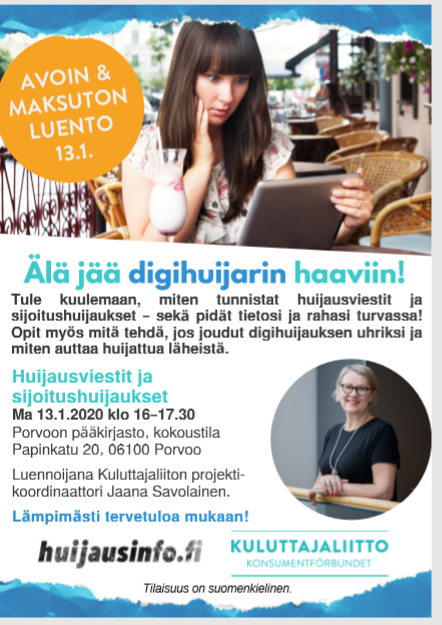 AVOIN &
MAKSUTON
LUENTO
13.1.
Älä jää digihuijarin haaviin!
Tule kuulemaan, miten tunnistat huijausviestit ja
sijoitushuijaukset – sekä pidät tietosi ja rahasi turvassa!
Opit myös mitä tehdä, jos joudut digihuijauksen uhriksi ja
miten auttaa huijattua läheistä.
Huijausviestit ja
sijoitushuijaukset
Ma 13.1.2020 klo 16–17.30
Porvoon pääkirjasto, kokoustila
Papinkatu 20, 06100 Porvoo
Luennoijana Kuluttajaliiton projekti-
koordinaattori Jaana Savolainen.
Lämpimästi tervetuloa mukaan!
huijausinfo.fi
KULUTTAJALIITTO
KONSUMENTFÖRBUNDET
Tilaisuus on suomenkielinen.